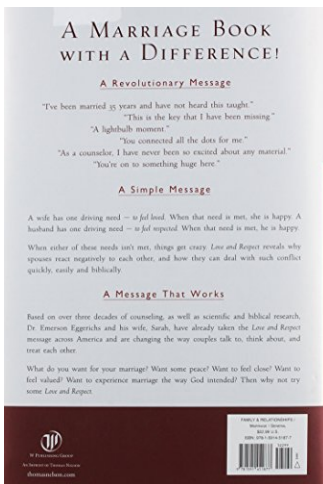 A MARRIAGE BOOK
WITH A DIFFERENCE!
A Revolutionary Message
"I've been married 35 years and have not heard this taught."
"This is the key that I have been missing."
"A lightbulb moment."
"You connected all the dots for me."
"As a counselor, I have never been so excited about any material."
"You're on to something huge here."
A Simple Message
A wife has one driving need — to feel loved. When that need is met, she is happy. A
husband has one driving need — to feel respected. When that need is met, he is happy.
When either of these needs isn't met, things get crazy. Love and Respect reveals why
spouses react negatively to each other, and how they can deal with such conflict
quickly, easily and biblically.
A Message That Works
Based on over three decades of counseling, as well as scientific and biblical research,
Dr. Emerson Eggerichs and his wife, Sarah, have already taken the Love and Respect
message across America and are changing the way couples talk to, think about, and
treat each other.
What do you want for your marriage? Want some peace? Want to feel close? Want to
feel valued? Want to experience marriage the way God intended? Then why not try
some Love and Respect.
W PUBLISHING GROUP
AN IMPRINT OF THOMAS NELSON
thomasnelson.com
FAMILY & RELATIONSHIPS /
Marriage / General